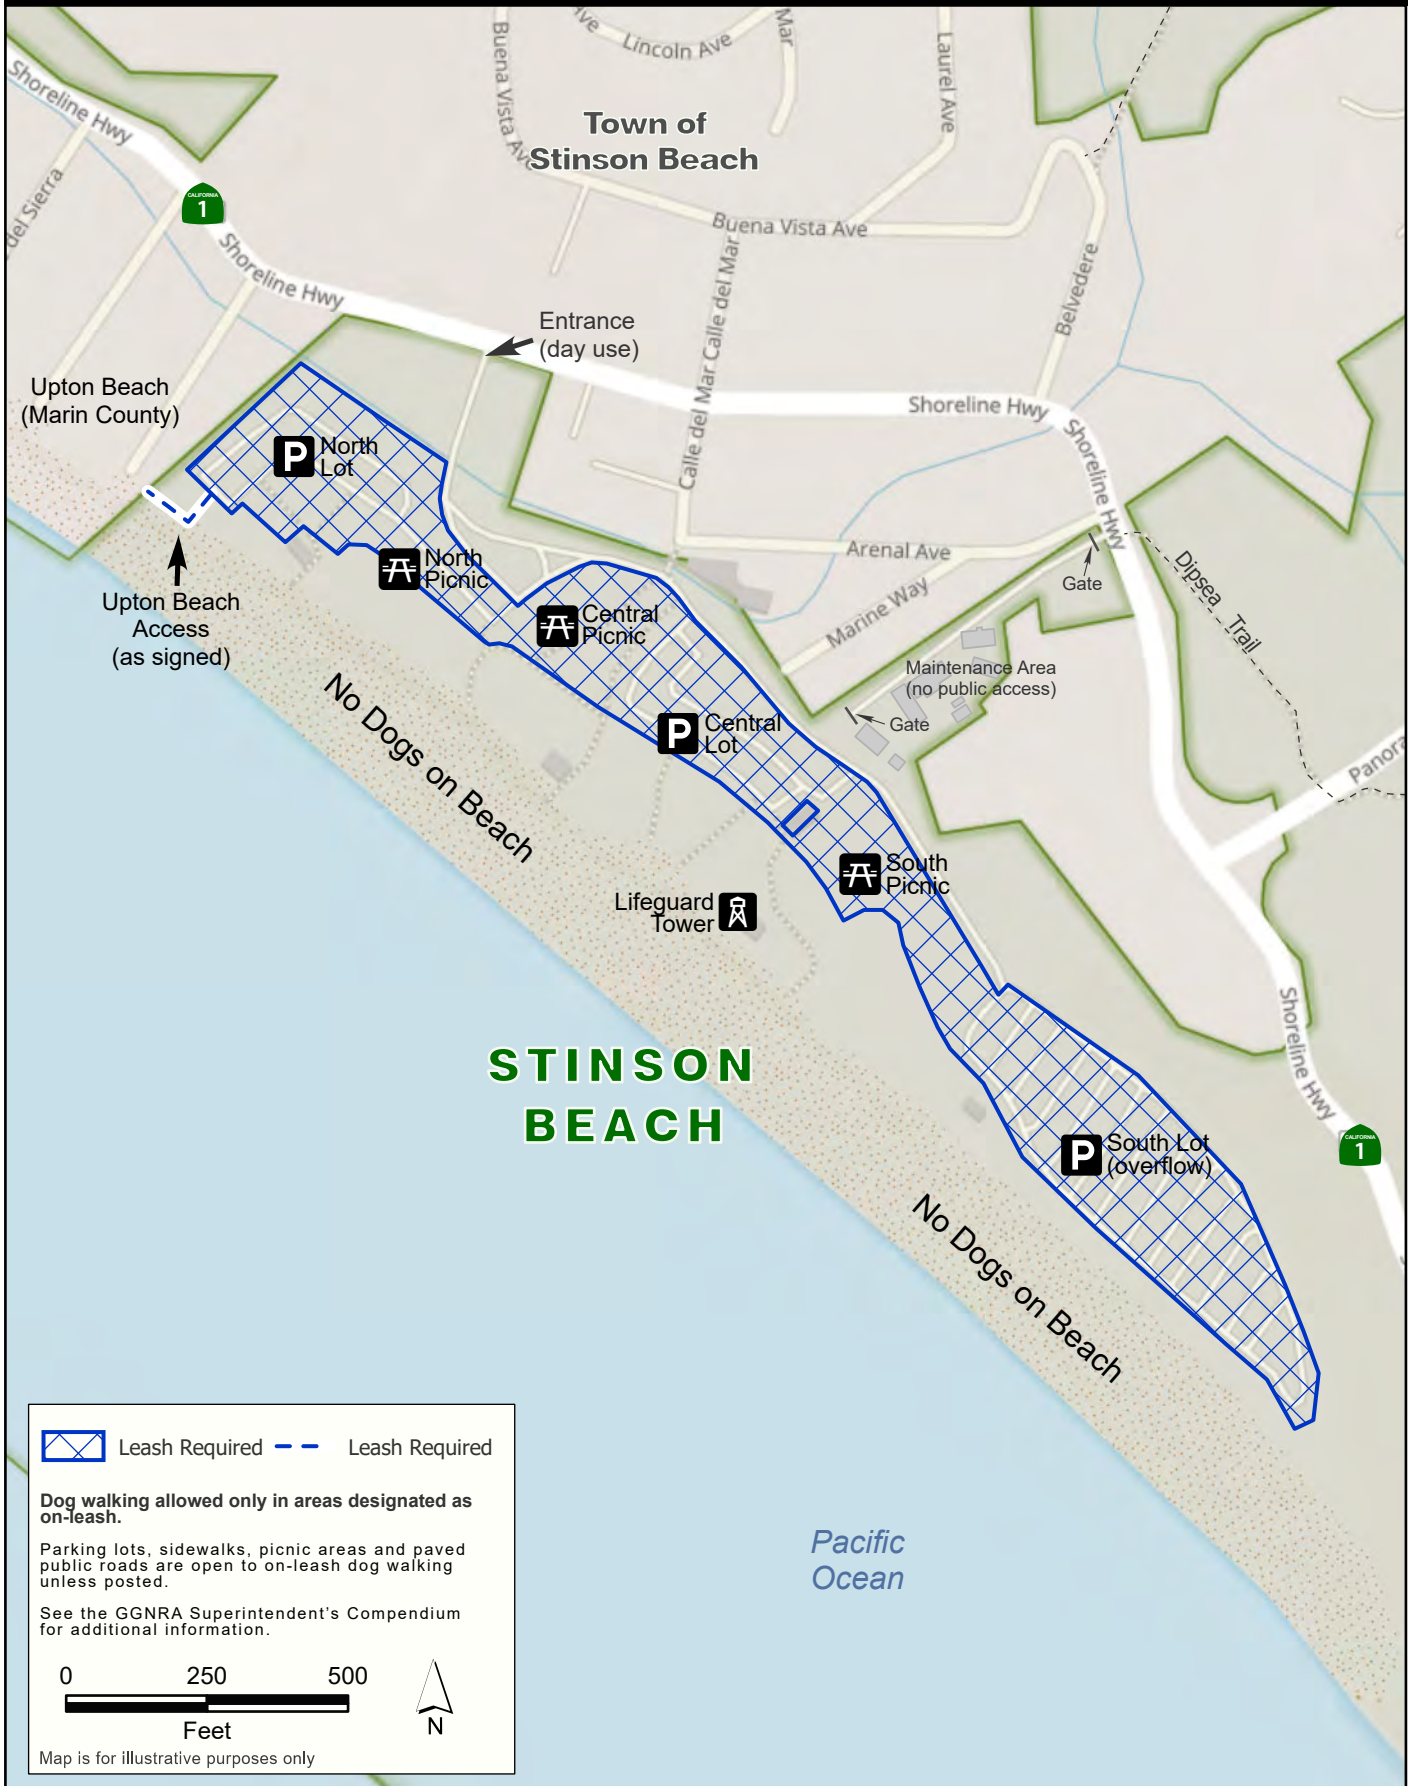 Lincoln Ave
Mar
Laurel Ave
Buena Vista Ave
Shoreline Hwy
Town of
Stinson Beach
del Sierra
CALIFORNIA
1
Buena Vista Ave
Shoreline Hwy
Calle del Mar Calle del Mar
Belvedere
Entrance
(day use)
Upton Beach
(Marin County)
Shoreline Hwy
Shoreline Hwy
P
North
Lot
Arenal Ave
Gate
Dipsea Trail
North
Picnic
Upton Beach
Access
(as signed)
Central
Picnic
Marine Way
Maintenance Area
(no public access)
No Dogs on Beach
P
Central
Lot
Gate
South
Picnic
Lifeguard
Tower
STINSON
BEACH
Shoreline Hwy
CALIFORNIA
1
P
South Lot
(overflow)
No Dogs on Beach
Pacific
Ocean
Leash Required
Leash Required
Dog walking allowed only in areas designated as
on-leash.
Parking lots, sidewalks, picnic areas and paved
public roads are open to on-leash dog walking
unless posted.
See the GGNRA Superintendent's Compendium
for additional information.
0 250 500
Feet
N
Map is for illustrative purposes only